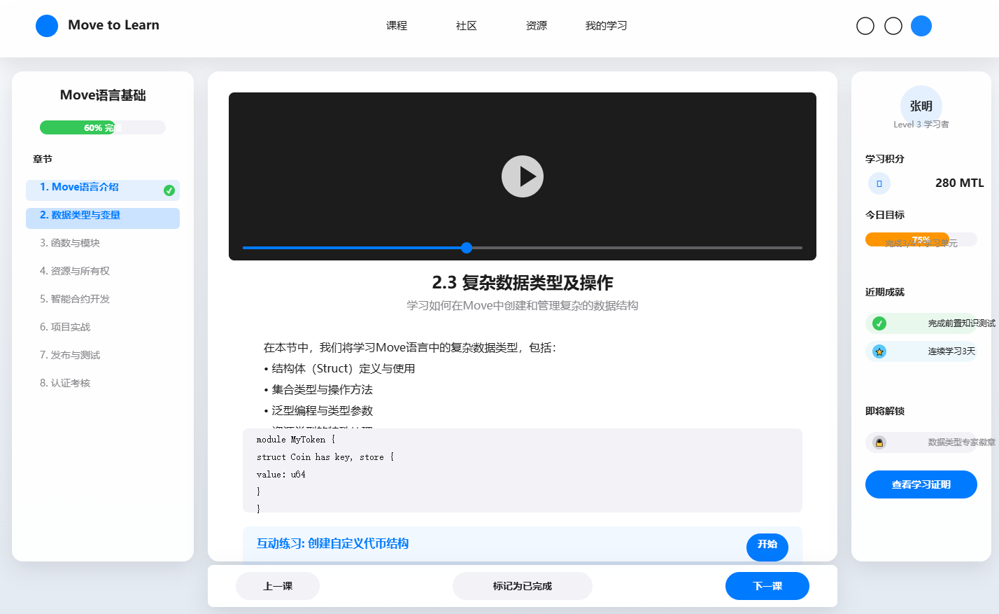 Move to Learn
课程
社区
资源
我的学习
Move语言基础
60% 完成
章节
1. Move语言介绍
2. 数据类型与变量
3. 函数与模块
4. 资源与所有权
5. 智能合约开发
6. 项目实战
7. 发布与测试
8. 认证考核
2.3 复杂数据类型及操作
学习如何在Move中创建和管理复杂的数据结构
在本节中，我们将学习Move语言中的复杂数据类型，包括：
• 结构体（Struct）定义与使用
• 集合类型与操作方法
• 泛型编程与类型参数
• 资源类型的特殊处理
module MyToken {
struct Coin has key, store {
value: u64
}
}
互动练习: 创建自定义代币结构
开始
上一课
标记为已完成
下一课
张明
Level 3 学习者
学习积分
280 MTL
今日目标
75%
完成3/4个学习单元
近期成就
完成前置知识测试
连续学习3天
即将解锁
数据类型专家徽章
查看学习证明